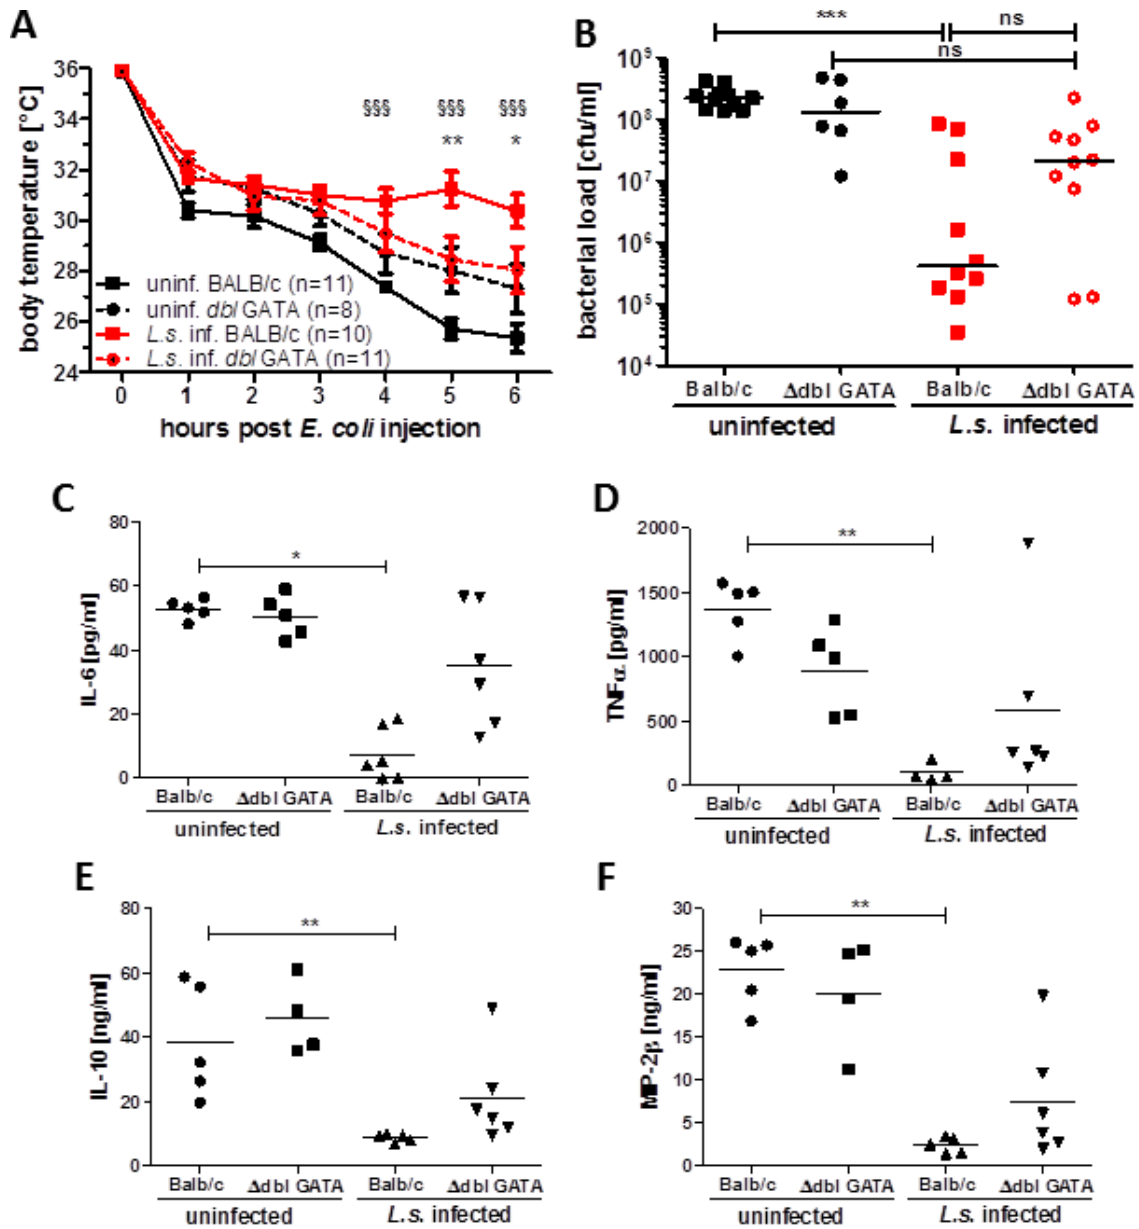 A
body temperature [°C]
36
34
32
30
28
26
24
§§§ §§§ §§§
** *
uninf. BALB/c (n=11)
uninf. dbl GATA (n=8)
L.s. inf. BALB/c (n=10)
L.s. inf. dbl GATA (n=11)
0 1 2 3 4 5 6
hours post E. coli injection
B
*** ns
ns
bacterial load [cfu/ml]
10⁹
10⁸
10⁷
10⁶
10⁵
10⁴
Balb/c Δdbl GATA Balb/c Δdbl GATA
uninfected L.s. infected
C
IL-6 [pg/ml]
80
60
40
20
0
*
Balb/c Δdbl GATA Balb/c Δdbl GATA
uninfected L.s. infected
D
TNFα [pg/ml]
2000
1500
1000
500
0
**
Balb/c Δdbl GATA Balb/c Δdbl GATA
uninfected L.s. infected
E
IL-10 [ng/ml]
80
60
40
20
0
**
Balb/c Δdbl GATA Balb/c Δdbl GATA
uninfected L.s. infected
F
MIP-2β [ng/ml]
30
25
20
15
10
5
0
**
Balb/c Δdbl GATA Balb/c Δdbl GATA
uninfected L.s. infected